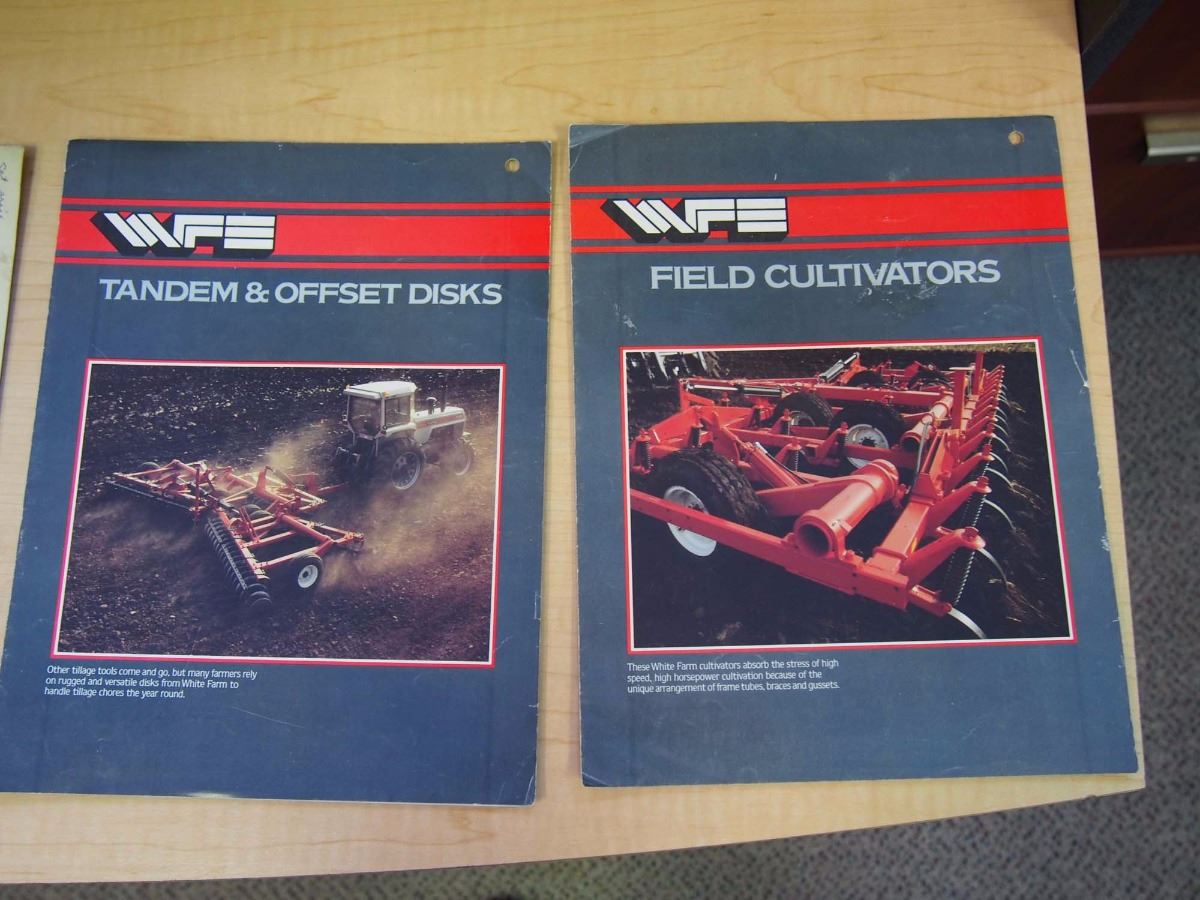 WFE
TANDEM & OFFSET DISKS
Other tillage tools come and go, but many farmers rely
on rugged and versatile disks from White Farm to
handle tillage chores the year round.
WFE
FIELD CULTIVATORS
These White Farm cultivators absorb the stress of high
speed, high horsepower cultivation because of the
unique arrangement of frame tubes, braces and gussets.